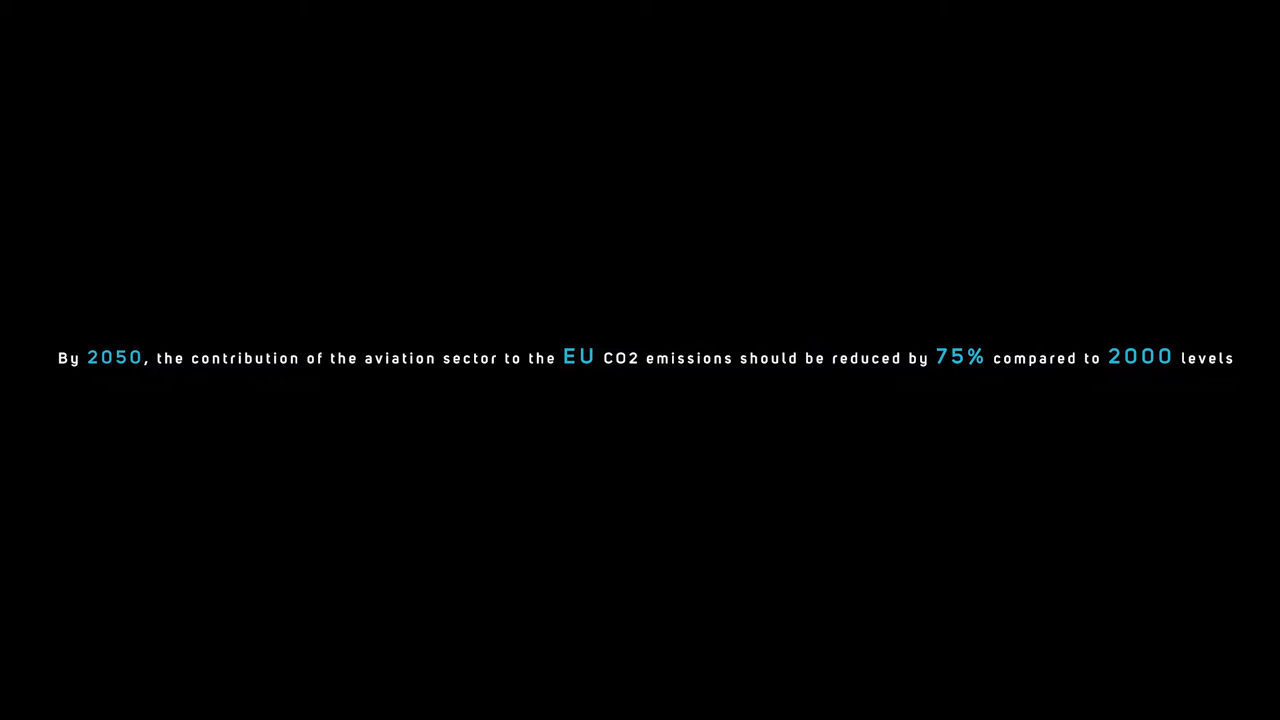 By 2050, the contribution of the aviation sector to the EU CO2 emissions should be reduced by 75% compared to 2000 levels